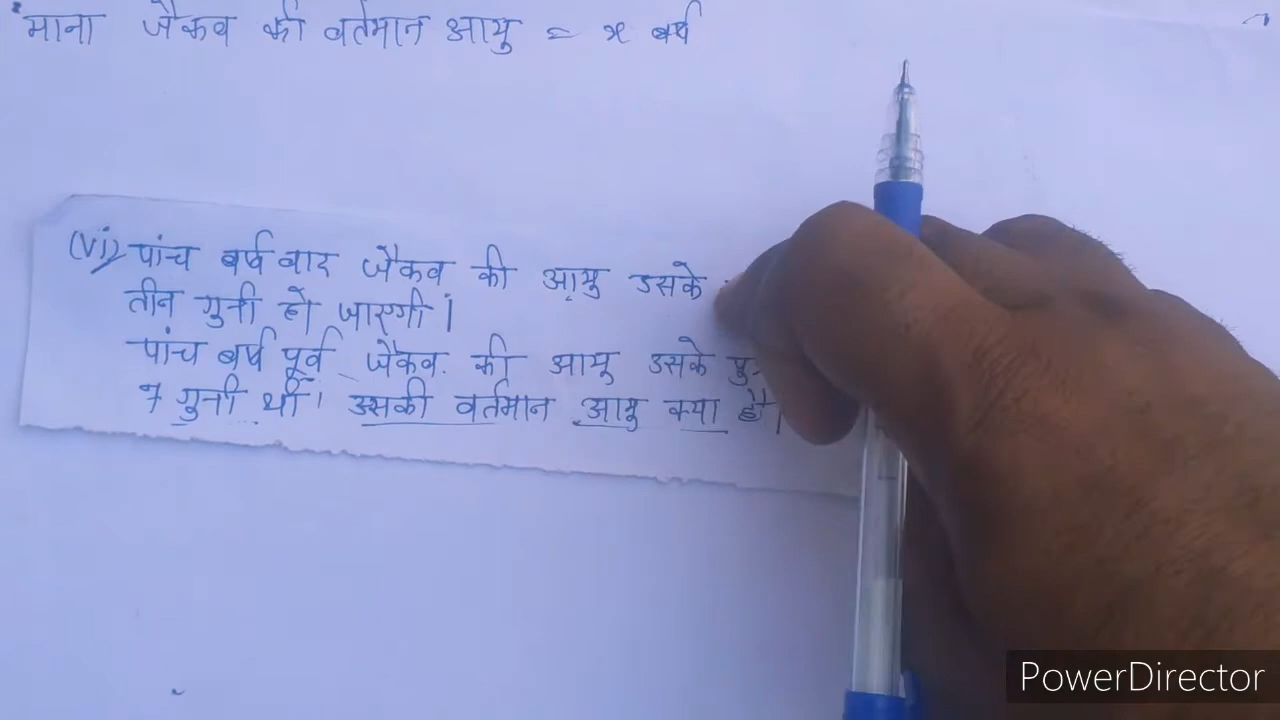 माना जैकव की वर्तमान आयु = x वर्ष
(vi) पांच वर्ष बाद जैकव की आयु उसके
तीन गुनी हो जाएगी।
पांच वर्ष पूर्व जैकव की आयु उसके पु
7 गुनी थी। उसकी वर्तमान आयु क्या है।
PowerDirector